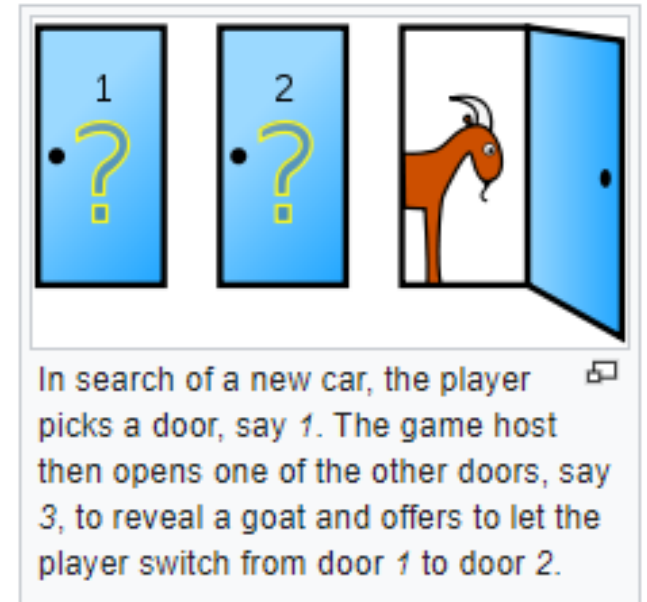 1 2
? ?
In search of a new car, the player
picks a door, say 1. The game host
then opens one of the other doors, say
3, to reveal a goat and offers to let the
player switch from door 1 to door 2.